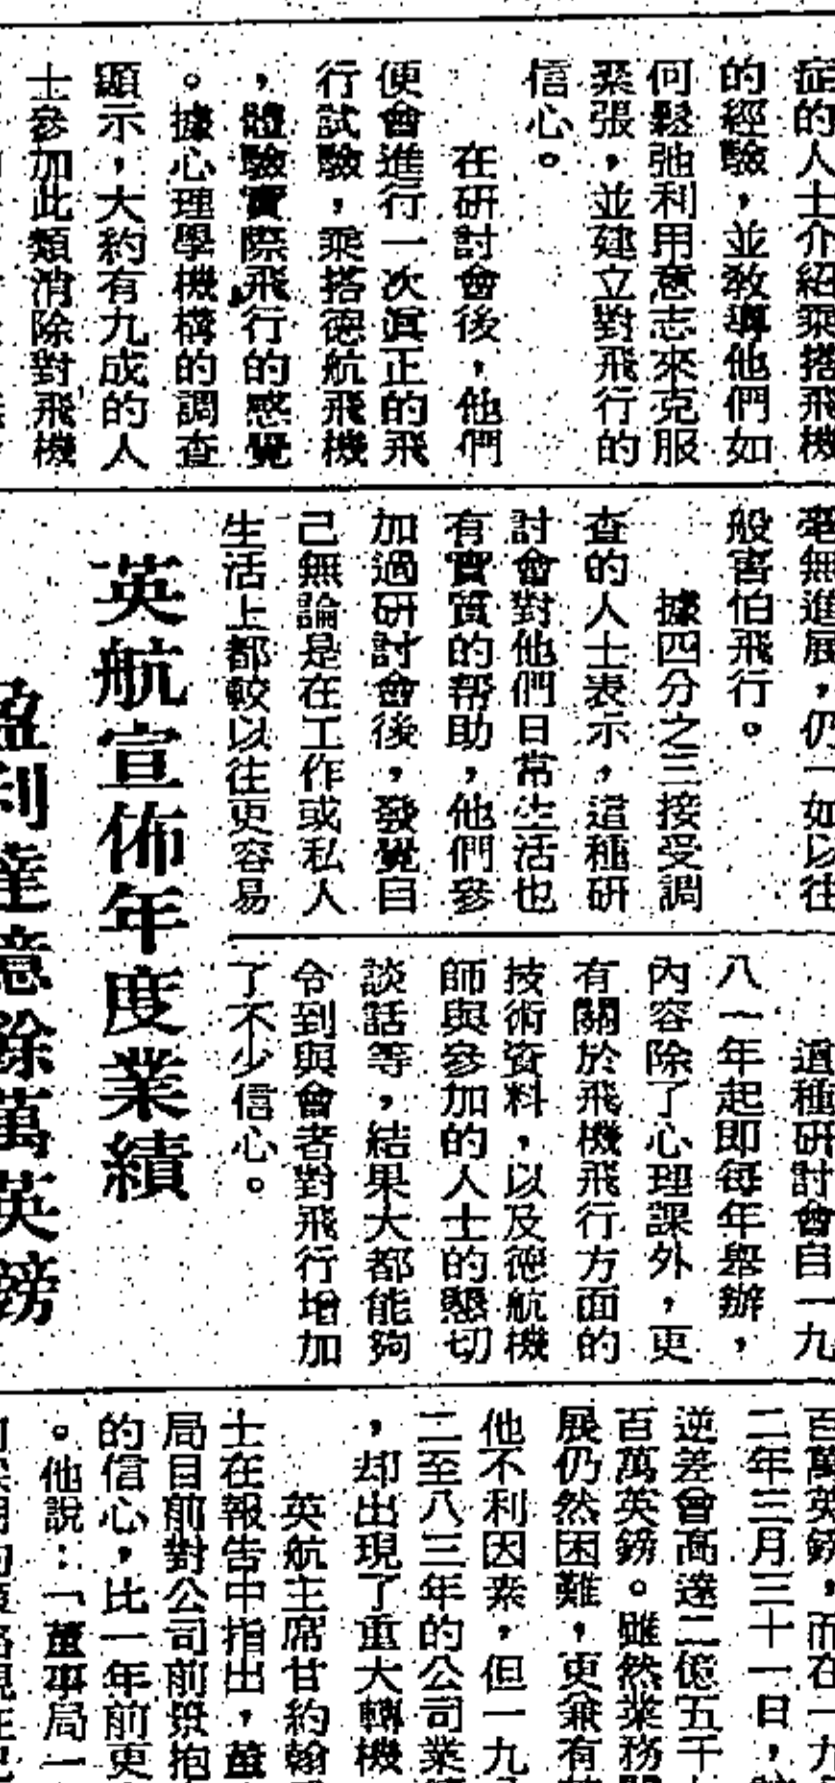 症的人士介紹乘搭飛機
的經驗，並教導他們如
何鬆弛利用意志來克服
緊張，並建立對飛行的
信心。
在研討會後，他們
便會進行一次眞正的飛
行試驗，乘搭德航飛機
，體驗實際飛行的感覺
。據心理學機構的調查
顯示，大約有九成的人
士參加此類消除對飛機
毫無進展，仍一如以往
般害怕飛行。
據四分之三接受調
查的人士表示，這種研
討會對他們日常生活也
有實質的帮助，他們參
加過研討會後，發覺自
己無論是在工作或私人
生活上都較以往更容易
這種研討會自一九
八一年起即每年舉辦，
內容除了心理課外，更
有關於飛機飛行方面的
技術資料，以及德航機
師與參加的人士的懇切
談話等，結果大都能夠
令到與會者對飛行增加
了不少信心。
英航宣佈年度業績
盈利達億餘萬英鎊
百萬英鎊，而在一九
二年三月三十一日，
逆差會高達二億五千
百萬英鎊。雖然業務
展仍然困難，更兼有
他不利因素，但一九
二至八三年的公司業
，却出現了重大轉機
英航主席甘約翰
士在報告中指出，董
局目前對公司前景抱
的信心，比一年前更
。他說：「董事局一